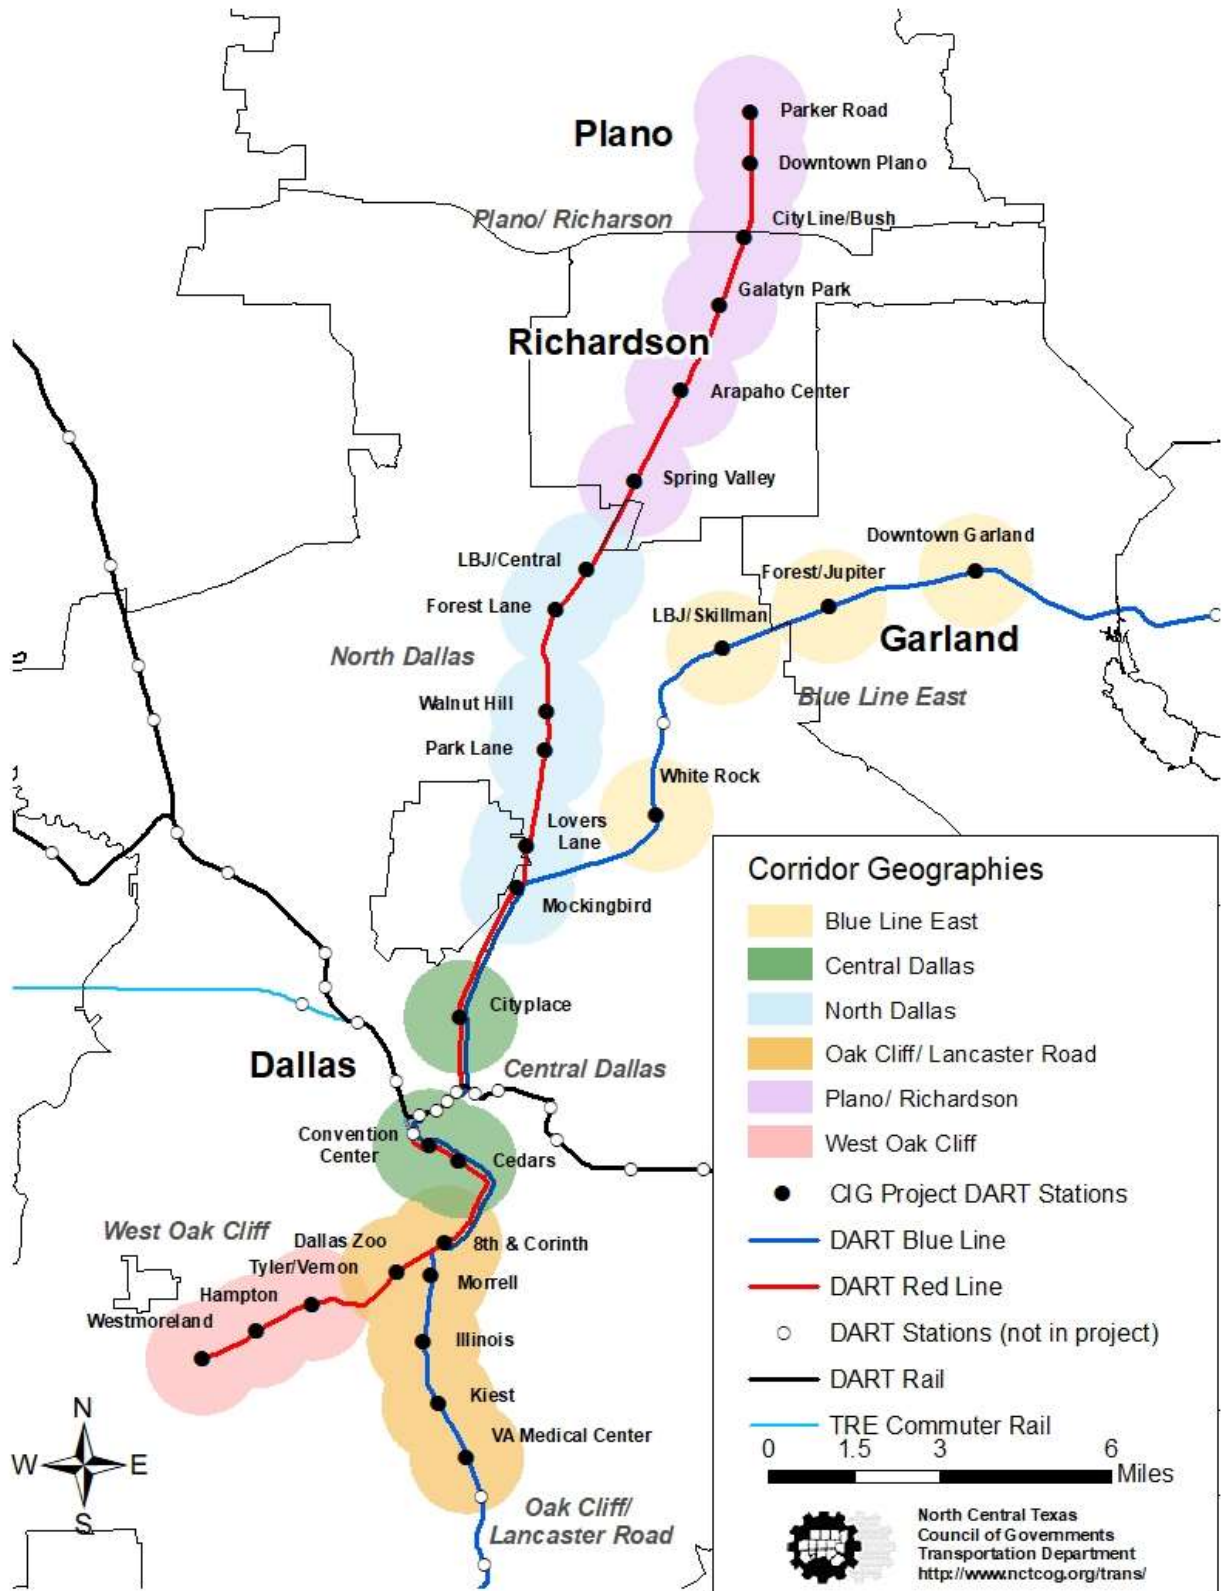 Parker Road
Plano
Downtown Plano
Plano/ Richarson
CityLine/Bush
Galatyn Park
Richardson
Arapaho Center
Spring Valley
Downtown Garland
LBJ/Central
Forest/Jupiter
Forest Lane
LBJ/Skillman
Garland
North Dallas
Blue Line East
Walnut Hill
Park Lane
White Rock
Lovers
Lane
Mockingbird
Cityplace
Dallas
Central Dallas
Convention
Center
Cedars
West Oak Cliff
Dallas Zoo
8th & Corinth
Tyler/Vernon
Morrell
Hampton
Westmoreland
Illinois
Kiest
VA Medical Center
Oak Cliff/
Lancaster Road
N
W
E
S
Corridor Geographies
Blue Line East
Central Dallas
North Dallas
Oak Cliff/ Lancaster Road
Plano/ Richardson
West Oak Cliff
CIG Project DART Stations
DART Blue Line
DART Red Line
DART Stations (not in project)
DART Rail
TRE Commuter Rail
0 1.5 3 6
Miles
North Central Texas
Council of Governments
Transportation Department
http://www.nctcog.org/trans/